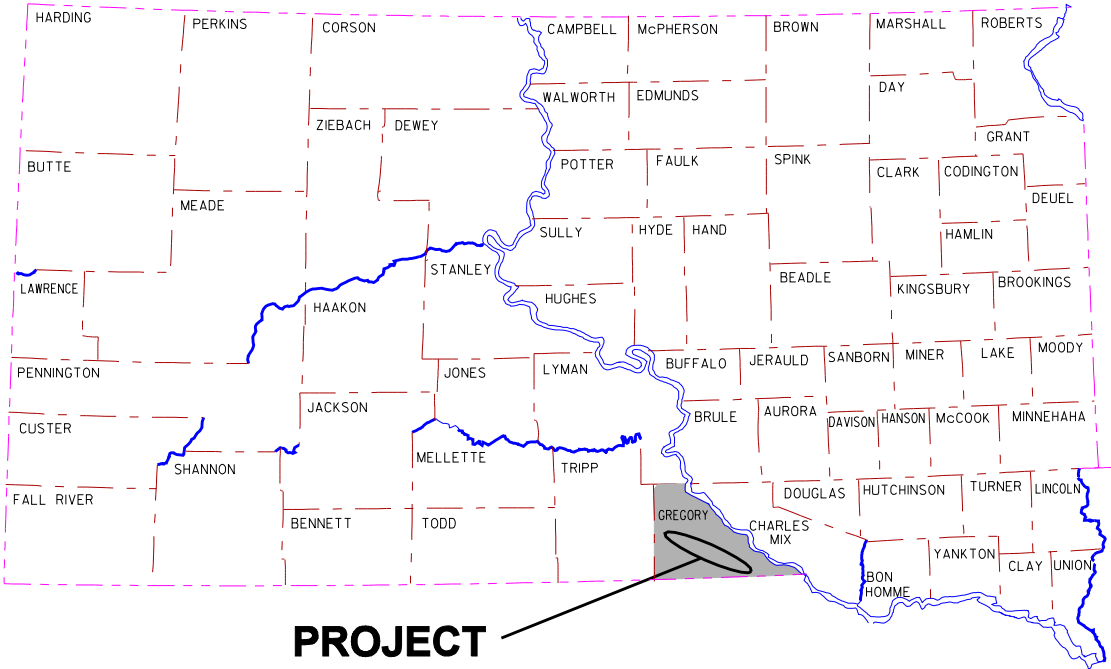 HARDING
PERKINS
CORSON
CAMPBELL
McPHERSON
BROWN
MARSHALL
ROBERTS
WALWORTH
EDMUNDS
DAY
ZIEBACH
DEWEY
GRANT
BUTTE
POTTER
FAULK
SPINK
CLARK
CODINGTON
MEADE
DEUEL
SULLY
HYDE
HAND
HAMLIN
STANLEY
BEADLE
LAWRENCE
KINGSBURY
BROOKINGS
HAAKON
HUGHES
PENNINGTON
JONES
LYMAN
BUFFALO
JERAULD
SANBORN
MINER
LAKE
MOODY
JACKSON
CUSTER
BRULE
AURORA
DAVISON
HANSON
McCOOK
MINNEHAHA
SHANNON
MELLETTE
TRIPP
FALL RIVER
DOUGLAS
HUTCHINSON
TURNER
LINCOLN
BENNETT
TODD
GREGORY
CHARLES
MIX
YANKTON
CLAY
UNION
BON
HOMME
PROJECT